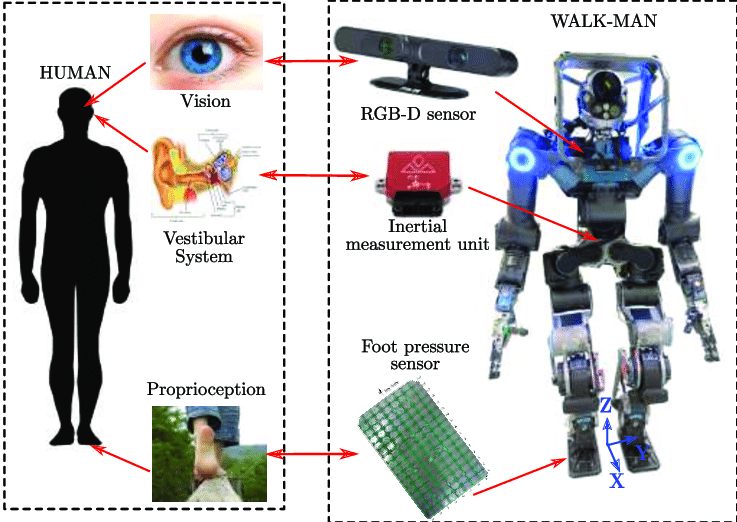 HUMAN
Vision
Vestibular
System
Proprioception
WALK-MAN
RGB-D sensor
Inertial
measurement unit
Foot pressure
sensor
Z
Y
X